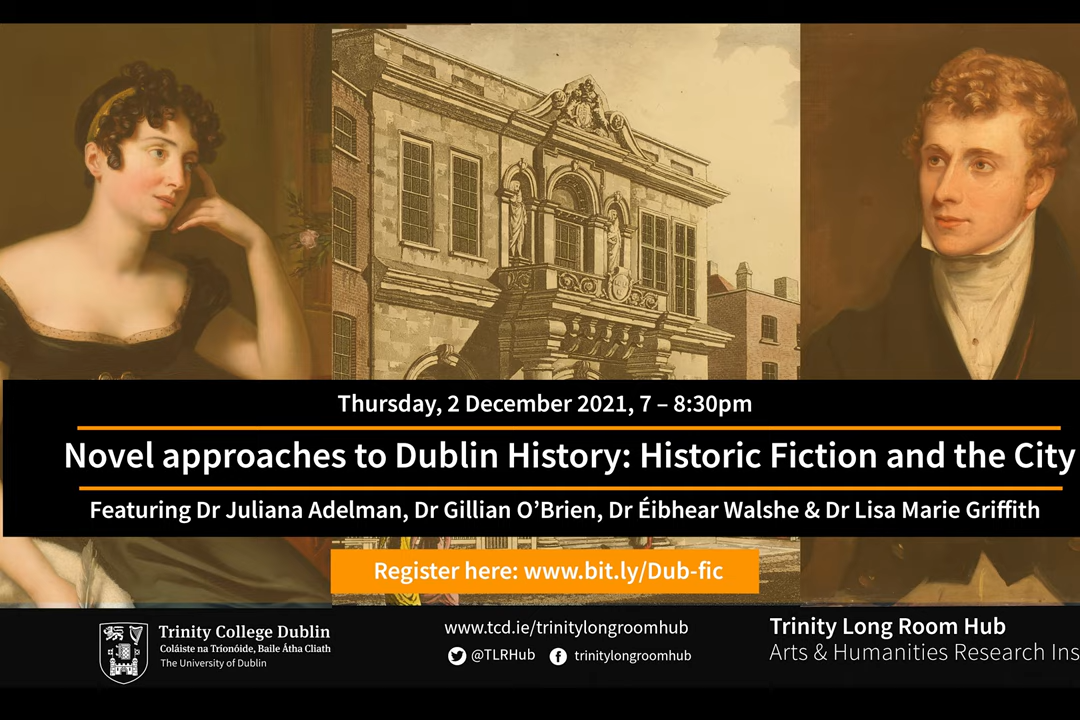 Thursday, 2 December 2021, 7 – 8:30pm
Novel approaches to Dublin History: Historic Fiction and the City
Featuring Dr Juliana Adelman, Dr Gillian O’Brien, Dr Éibhear Walshe & Dr Lisa Marie Griffith
Register here: www.bit.ly/Dub-fic
Trinity College Dublin
Coláiste na Tríonóide, Baile Átha Cliath
The University of Dublin
www.tcd.ie/trinitylongroomhub
@TLRHub trinitylongroomhub
Trinity Long Room Hub
Arts & Humanities Research Ins